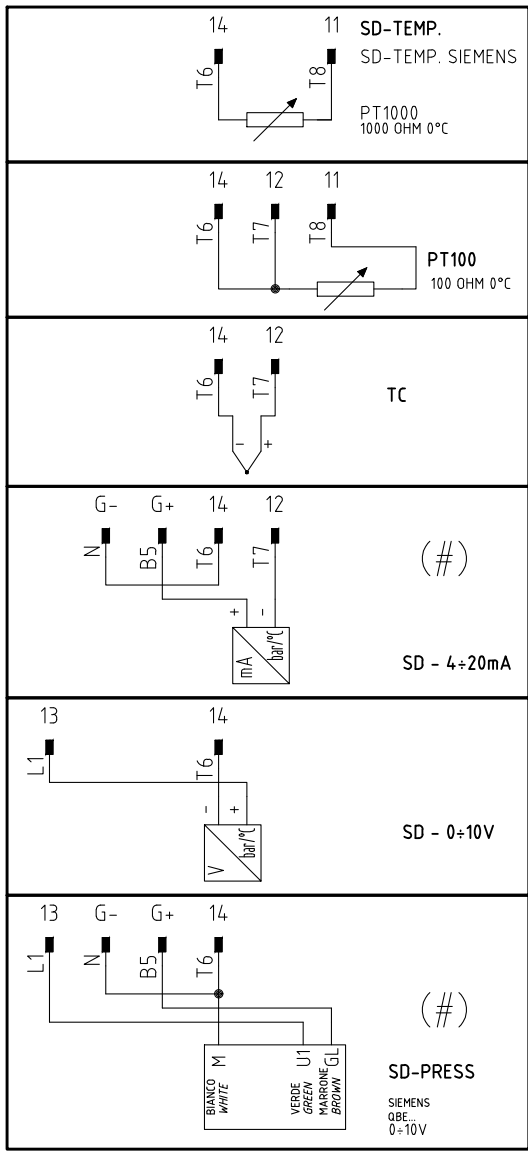 14 11 SD-TEMP.
T6 T8 SD-TEMP. SIEMENS
PT1000
1000 OHM 0°C
14 12 11
T6 T7 T8
PT100
100 OHM 0°C
14 12
T6 T7
TC
- +
G- G+ 14 12
N B5 T6 T7
(#)
+ -
mA bar/°C
SD - 4÷20mA
13 14
L1 T6
- +
V bar/°C
SD - 0÷10V
13 G- G+ 14
L1 N B5 T6
(#)
M U1 GL
BIANCO VERDE MARRONE
WHITE GREEN BROWN
SD-PRESS
SIEMENS
QBE...
0÷10V